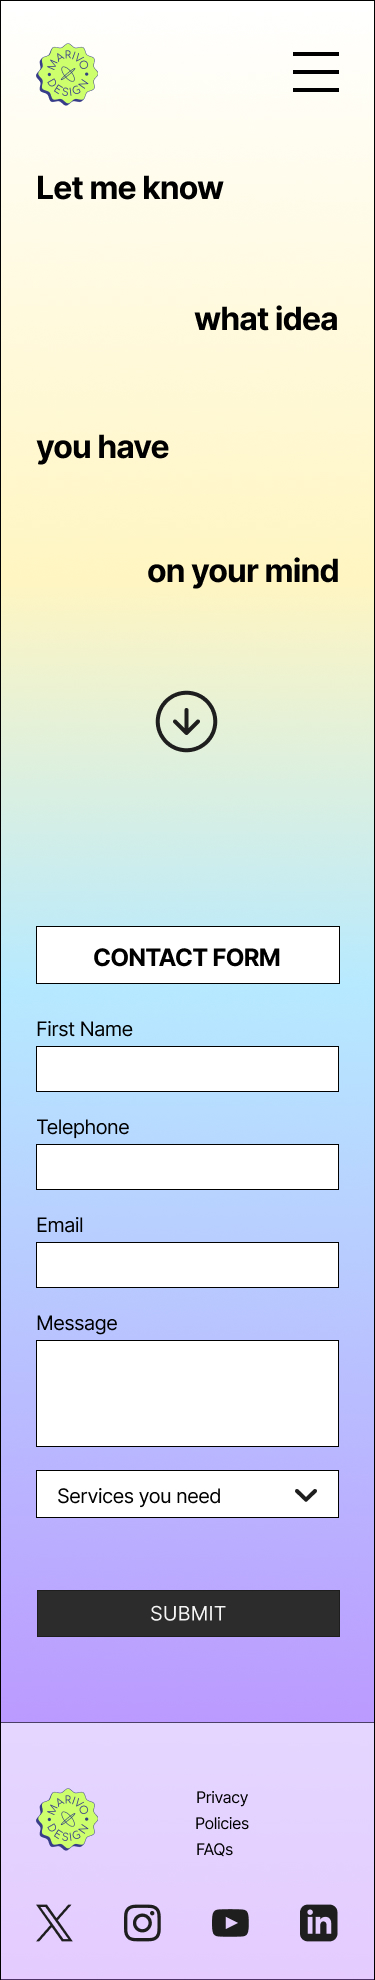 MARIVO
DESIGN
Let me know
what idea
you have
on your mind
CONTACT FORM
First Name
Telephone
Email
Message
Services you need
SUBMIT
MARIVO
DESIGN
Privacy
Policies
FAQs
in